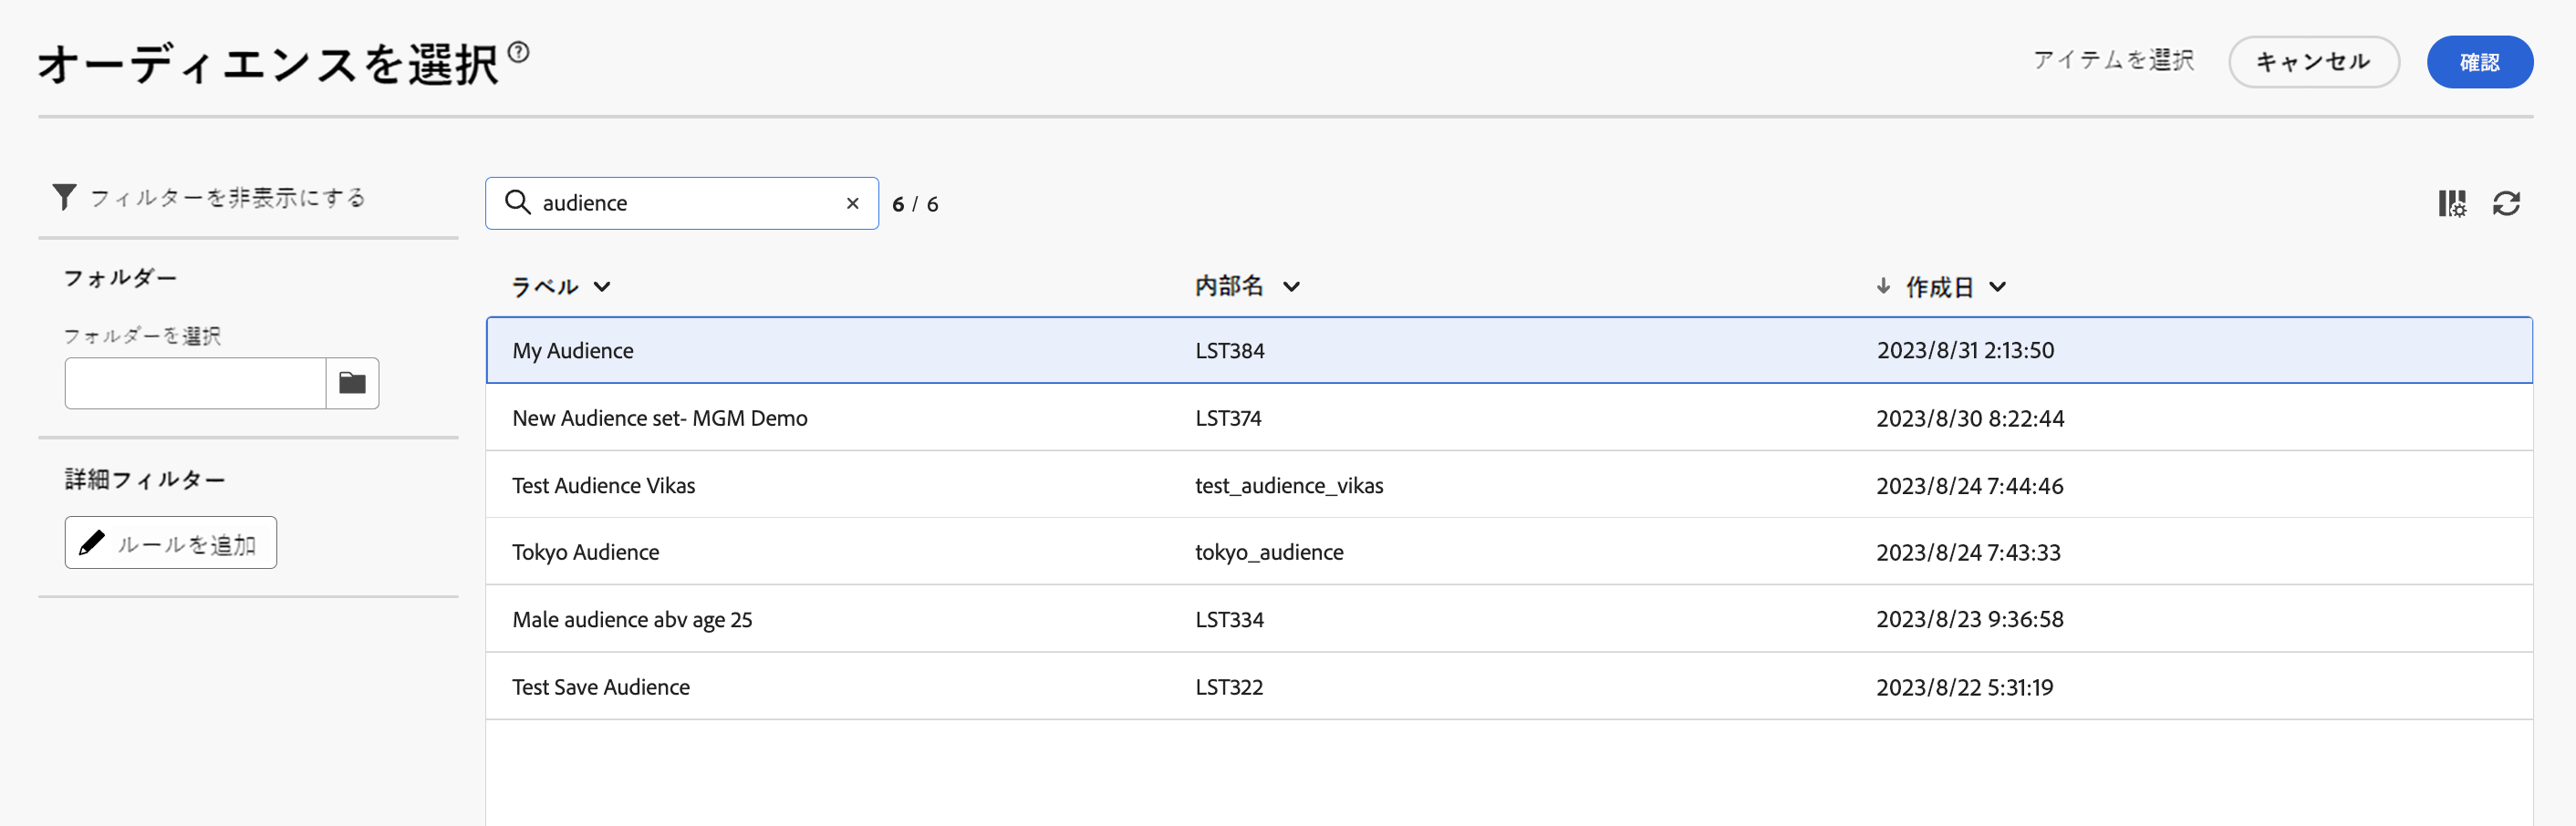 オーディエンスを選択?
アイテムを選択 キャンセル 確認
フィルターを非表示にする
フォルダー
フォルダーを選択
詳細フィルター
ルールを追加
audience × 6 / 6
ラベル 内部名 作成日
My Audience LST384 2023/8/31 2:13:50
New Audience set- MGM Demo LST374 2023/8/30 8:22:44
Test Audience Vikas test_audience_vikas 2023/8/24 7:44:46
Tokyo Audience tokyo_audience 2023/8/24 7:43:33
Male audience abv age 25 LST334 2023/8/23 9:36:58
Test Save Audience LST322 2023/8/22 5:31:19